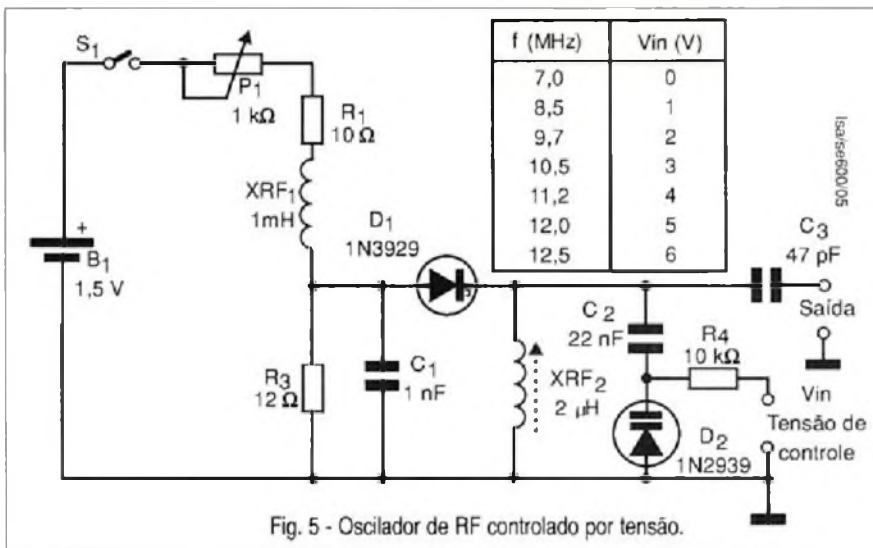 S1
P1
1 kΩ
R1
10 Ω
XRF1
1mH
D1
1N3929
B1
1,5 V
R3
12 Ω
C1
1 nF
f (MHz) Vin (V)
7,0 0
8,5 1
9,7 2
10,5 3
11,2 4
12,0 5
12,5 6
lsa/se600/05
C3
47 pF
Saída
C2
22 nF
R4
10 kΩ
XRF2
2 µH
Vin
Tensão de
controle
D2
1N2939
+
Fig. 5 - Oscilador de RF controlado por tensão.